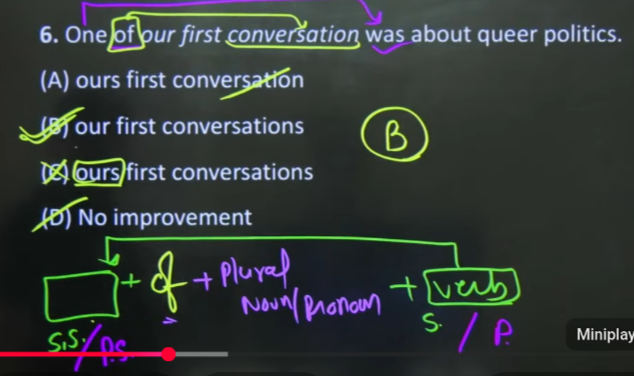 6. One of our first conversation was about queer politics.
(A) ours first conversation
(B) our first conversations
B
(C) ours first conversations
(D) No improvement
+ of + Plural Noun/Pronoun + verb
S.S. / P.S.
S. / P.
Miniplay